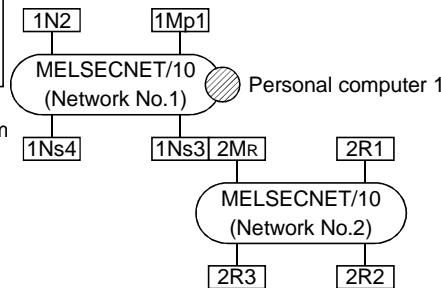 1N2 1Mp1
MELSECNET/10
(Network No.1)
Personal computer 1
m
1Ns4 1Ns3 2MR 2R1
MELSECNET/10
(Network No.2)
2R3 2R2